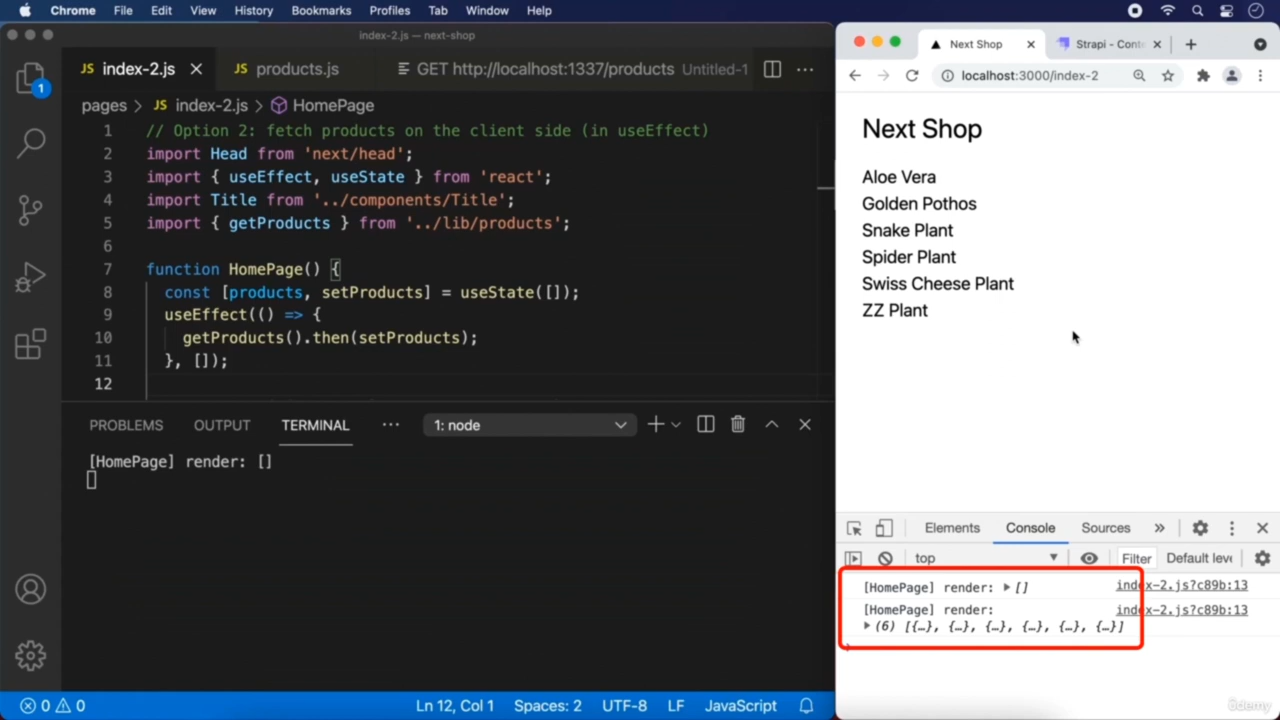 Chrome File Edit View History Bookmarks Profiles Tab Window Help
index-2.js — next-shop
JS index-2.js
JS products.js
GET http://localhost:1337/products Untitled-1
pages > JS index-2.js > HomePage
1 // Option 2: fetch products on the client side (in useEffect)
2 import Head from 'next/head';
3 import { useEffect, useState } from 'react';
4 import Title from '../components/Title';
5 import { getProducts } from '../lib/products';
6
7 function HomePage() {
8 const [products, setProducts] = useState([]);
9 useEffect(() => {
10 getProducts().then(setProducts);
11 }, []);
12
1
PROBLEMS OUTPUT TERMINAL ··· 1: node
[HomePage] render: []
0 0 Ln 12, Col 1 Spaces: 2 UTF-8 LF JavaScript
Next Shop
Strapi - Conte
localhost:3000/index-2
Next Shop
Aloe Vera
Golden Pothos
Snake Plant
Spider Plant
Swiss Cheese Plant
ZZ Plant
Elements Console Sources »
top Filter Default leve
[HomePage] render: ▶ [] index-2.js?c89b:13
[HomePage] render: index-2.js?c89b:13
▶ (6) [{…}, {…}, {…}, {…}, {…}, {…}]
ûdemy